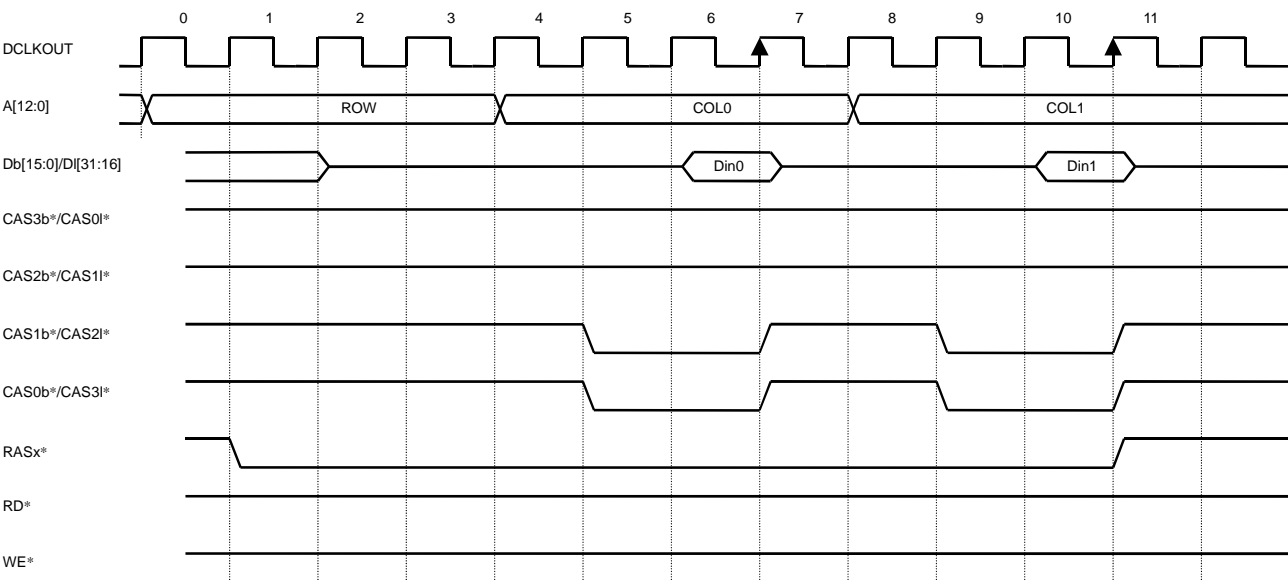 0 1 2 3 4 5 6 7 8 9 10 11
DCLKOUT
A[12:0] ROW COL0 COL1
Db[15:0]/Dl[31:16] Din0 Din1
CAS3b*/CAS0l*
CAS2b*/CAS1l*
CAS1b*/CAS2l*
CAS0b*/CAS3l*
RASx*
RD*
WE*